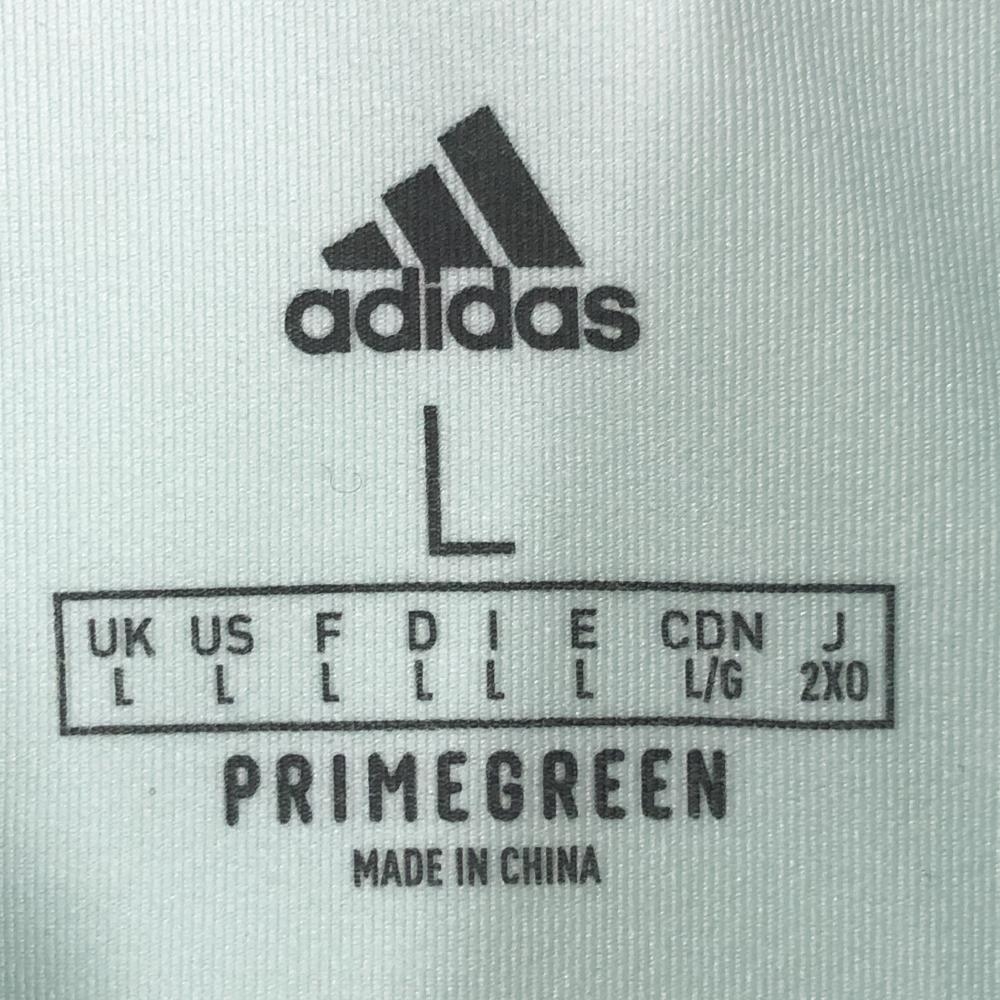 adidas
L
UK US F D I E CDN J
L L L L L L L/G 2XO
PRIMEGREEN
MADE IN CHINA